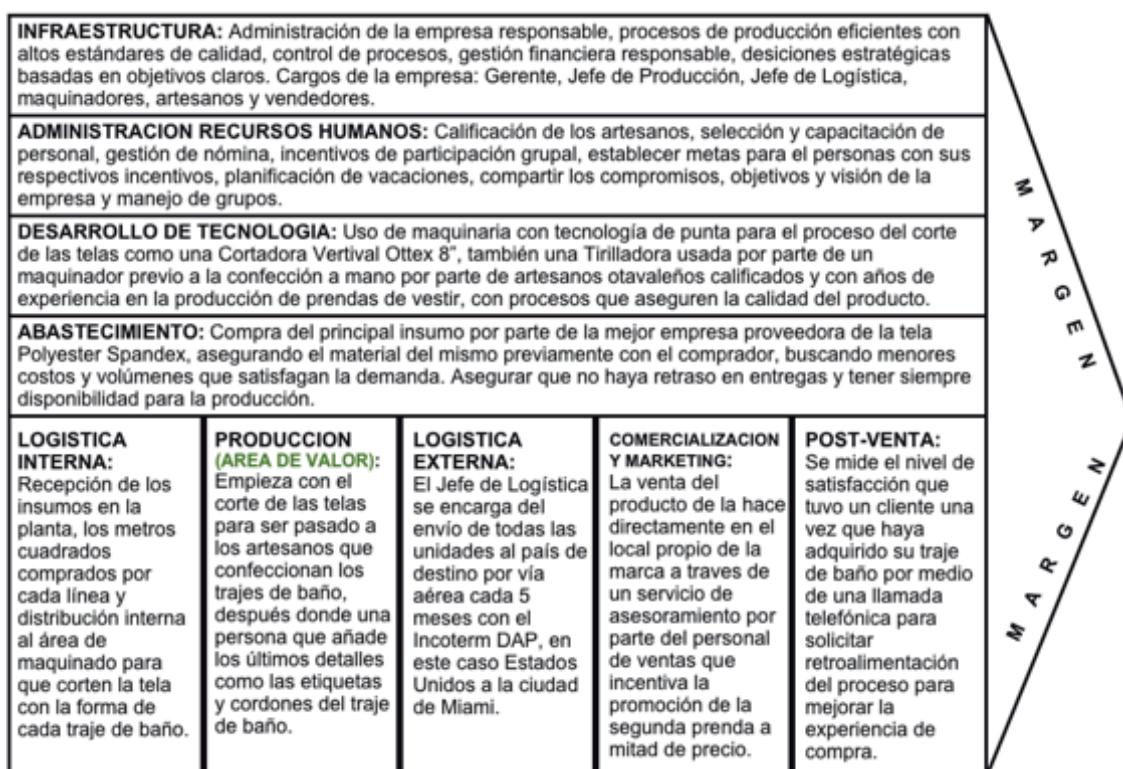 INFRAESTRUCTURA: Administración de la empresa responsable, procesos de producción eficientes con
altos estándares de calidad, control de procesos, gestión financiera responsable, desiciones estratégicas
basadas en objetivos claros. Cargos de la empresa: Gerente, Jefe de Producción, Jefe de Logística,
maquinadores, artesanos y vendedores.
ADMINISTRACION RECURSOS HUMANOS: Calificación de los artesanos, selección y capacitación de
personal, gestión de nómina, incentivos de participación grupal, establecer metas para el personas con sus
respectivos incentivos, planificación de vacaciones, compartir los compromisos, objetivos y visión de la
empresa y manejo de grupos.
DESARROLLO DE TECNOLOGIA: Uso de maquinaria con tecnología de punta para el proceso del corte
de las telas como una Cortadora Vertival Ottex 8”, también una Tirilladora usada por parte de un
maquinador previo a la confección a mano por parte de artesanos otavaleños calificados y con años de
experiencia en la producción de prendas de vestir, con procesos que aseguren la calidad del producto.
ABASTECIMIENTO: Compra del principal insumo por parte de la mejor empresa proveedora de la tela
Polyester Spandex, asegurando el material del mismo previamente con el comprador, buscando menores
costos y volúmenes que satisfagan la demanda. Asegurar que no haya retraso en entregas y tener siempre
disponibilidad para la producción.
LOGISTICA
INTERNA:
Recepción de los
insumos en la
planta, los metros
cuadrados
comprados por
cada línea y
distribución interna
al área de
maquinado para
que corten la tela
con la forma de
cada traje de baño.
PRODUCCION
(AREA DE VALOR):
Empieza con el
corte de las telas
para ser pasado a
los artesanos que
confeccionan los
trajes de baño,
después donde una
persona que añade
los últimos detalles
como las etiquetas
y cordones del traje
de baño.
LOGISTICA
EXTERNA:
El Jefe de Logística
se encarga del
envío de todas las
unidades al país de
destino por vía
aérea cada 5
meses con el
Incoterm DAP, en
este caso Estados
Unidos a la ciudad
de Miami.
COMERCIALIZACION
Y MARKETING:
La venta del
producto de la hace
directamente en el
local propio de la
marca a traves de
un servicio de
asesoramiento por
parte del personal
de ventas que
incentiva la
promoción de la
segunda prenda a
mitad de precio.
POST-VENTA:
Se mide el nivel de
satisfacción que
tuvo un cliente una
vez que haya
adquirido su traje
de baño por medio
de una llamada
telefónica para
solicitar
retroalimentación
del proceso para
mejorar la
experiencia de
compra.
MARGEN
MARGEN